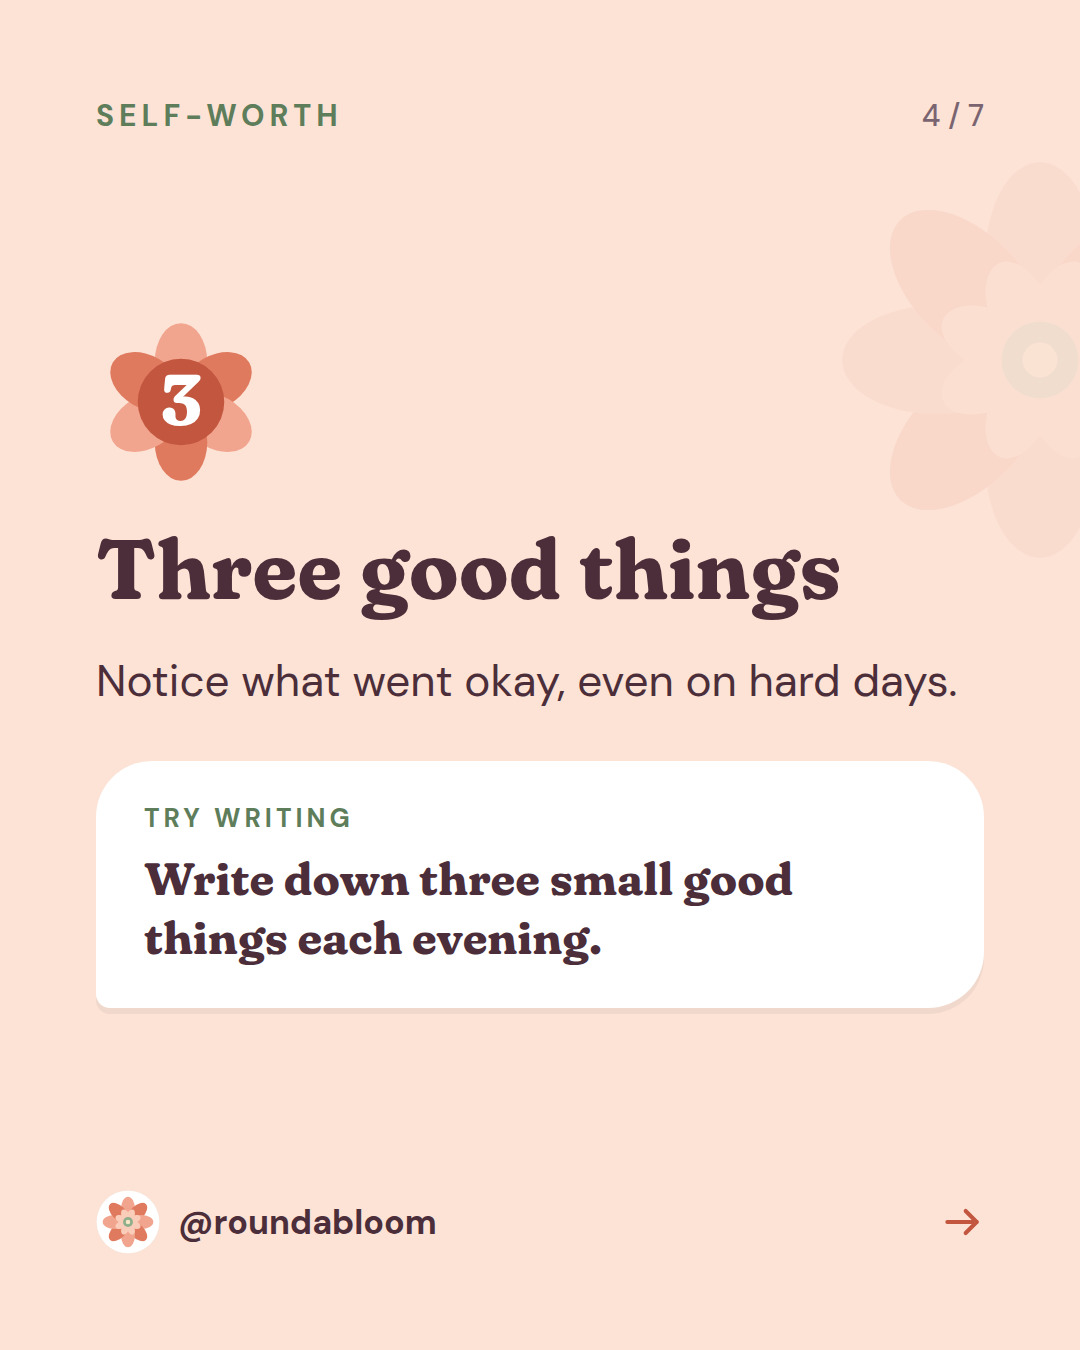 SELF-WORTH
4 / 7
3
Three good things
Notice what went okay, even on hard days.
TRY WRITING
Write down three small good
things each evening.
@roundabloom